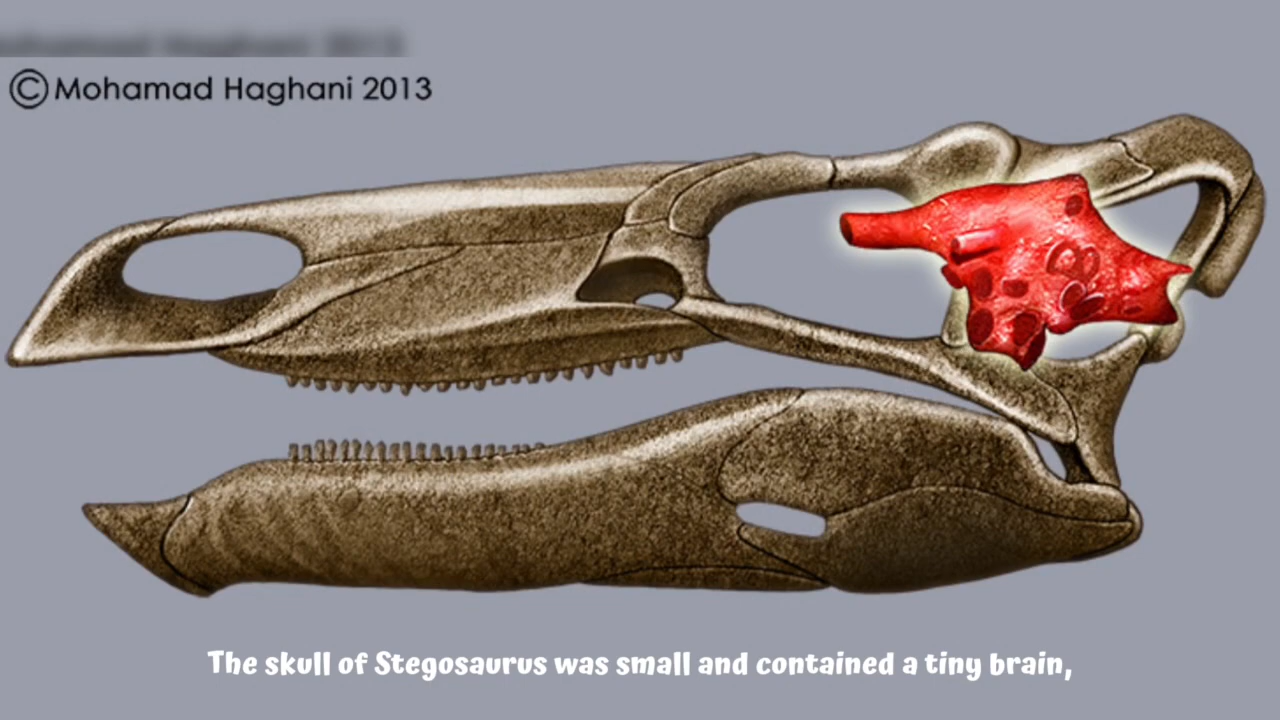 ©Mohamad Haghani 2013
The skull of Stegosaurus was small and contained a tiny brain,